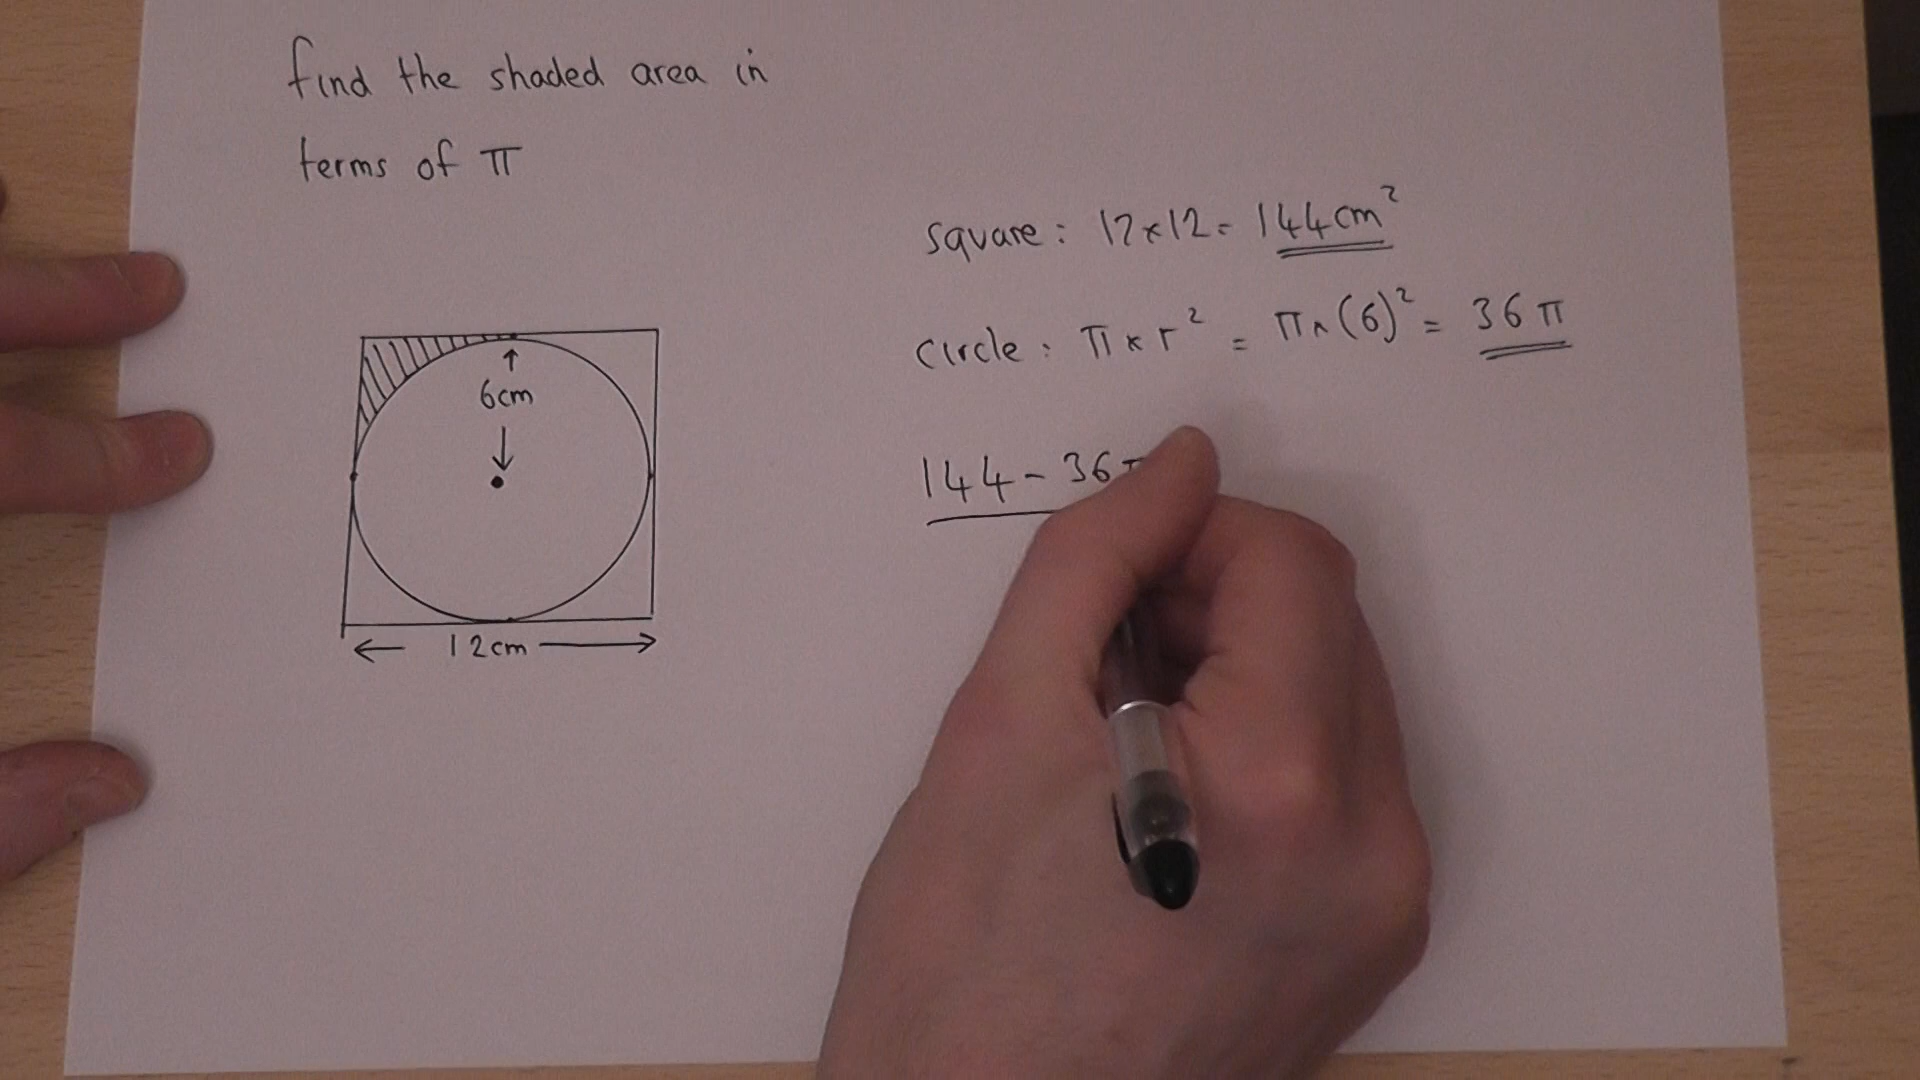 find the shaded area in
terms of π
square: 12×12 = 144cm²
circle: π × r² = π × (6)² = 36π
6cm
144 - 36π
12cm